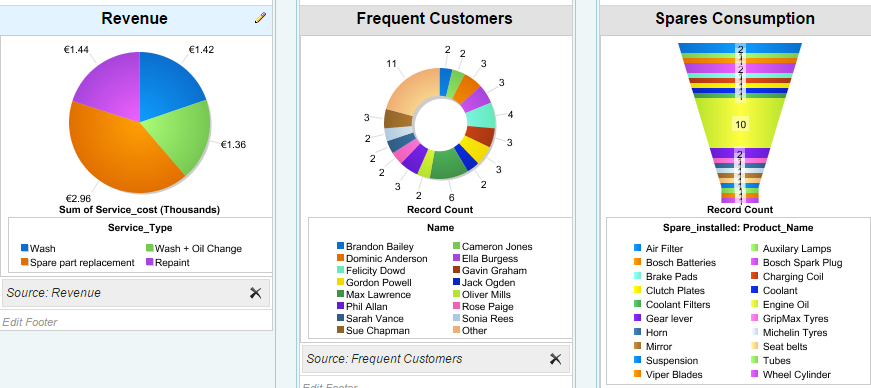 Revenue
€1.44
€1.42
€1.36
€2.96
Sum of Service_cost (Thousands)
Service_Type
Wash
Wash + Oil Change
Spare part replacement
Repaint
Source: Revenue
Edit Footer
Frequent Customers
2
2
3
3
4
3
3
2
6
2
3
2
2
2
3
11
Record Count
Name
Brandon Bailey
Cameron Jones
Dominic Anderson
Ella Burgess
Felicity Dowd
Gavin Graham
Gordon Powell
Jack Ogden
Max Lawrence
Oliver Mills
Phil Allan
Rose Paige
Sarah Vance
Sonia Rees
Sue Chapman
Other
Source: Frequent Customers
Edit Footer
Spares Consumption
2
2
10
2
Record Count
Spare_installed: Product_Name
Air Filter
Auxilary Lamps
Bosch Batteries
Bosch Spark Plug
Brake Pads
Charging Coil
Clutch Plates
Coolant
Coolant Filters
Engine Oil
Gear lever
GripMax Tyres
Horn
Michelin Tyres
Mirror
Seat belts
Suspension
Tubes
Viper Blades
Wheel Cylinder